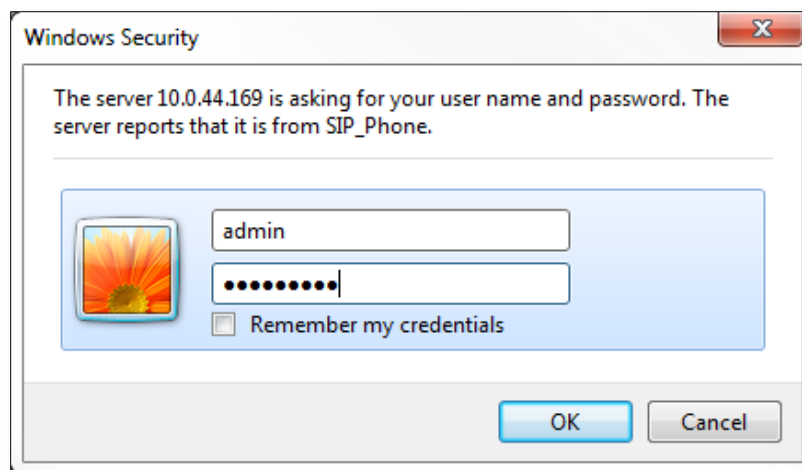 Windows Security
The server 10.0.44.169 is asking for your user name and password. The
server reports that it is from SIP_Phone.
admin
●●●●●●●●●
Remember my credentials
OK
Cancel